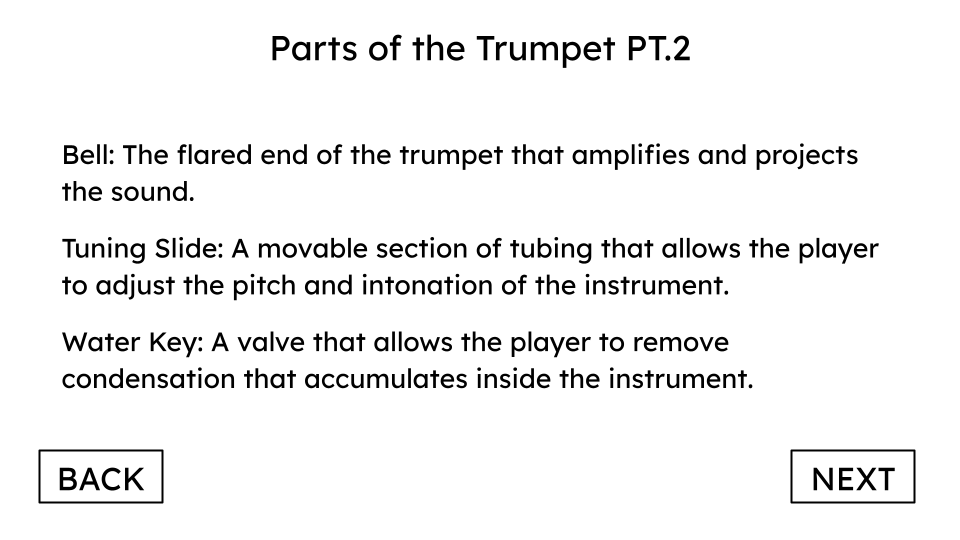 Parts of the Trumpet PT.2
Bell: The flared end of the trumpet that amplifies and projects
the sound.
Tuning Slide: A movable section of tubing that allows the player
to adjust the pitch and intonation of the instrument.
Water Key: A valve that allows the player to remove
condensation that accumulates inside the instrument.
BACK
NEXT